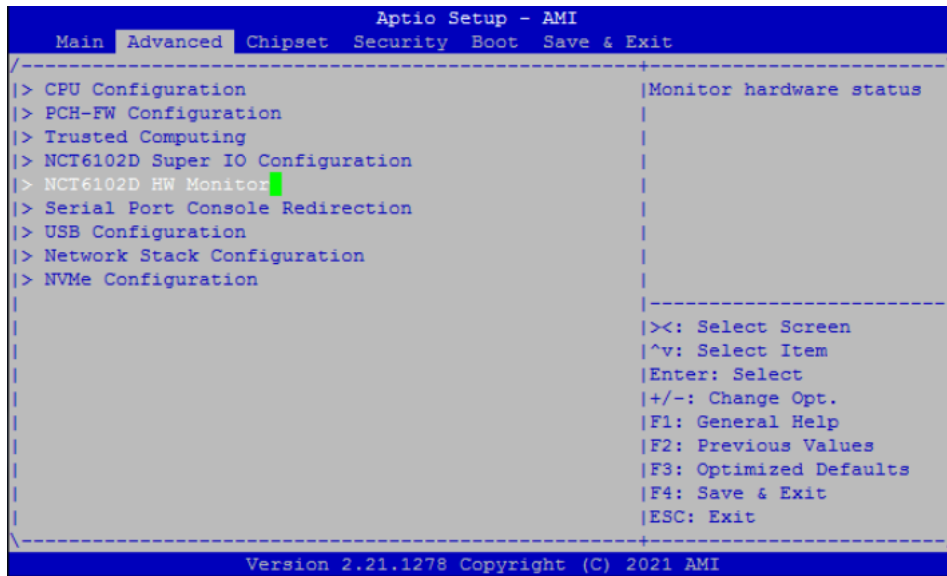 Aptio Setup - AMI
Main Advanced Chipset Security Boot Save & Exit
/----------------------------------------------------+-------------------------
|> CPU Configuration |Monitor hardware status
|> PCH-FW Configuration |
|> Trusted Computing |
|> NCT6102D Super IO Configuration |
|> NCT6102D HW Monitor |
|> Serial Port Console Redirection |
|> USB Configuration |
|> Network Stack Configuration |
|> NVMe Configuration |
| |-------------------------
| |><: Select Screen
| |^v: Select Item
| |Enter: Select
| |+/-: Change Opt.
| |F1: General Help
| |F2: Previous Values
| |F3: Optimized Defaults
| |F4: Save & Exit
| |ESC: Exit
\----------------------------------------------------+-------------------------
Version 2.21.1278 Copyright (C) 2021 AMI